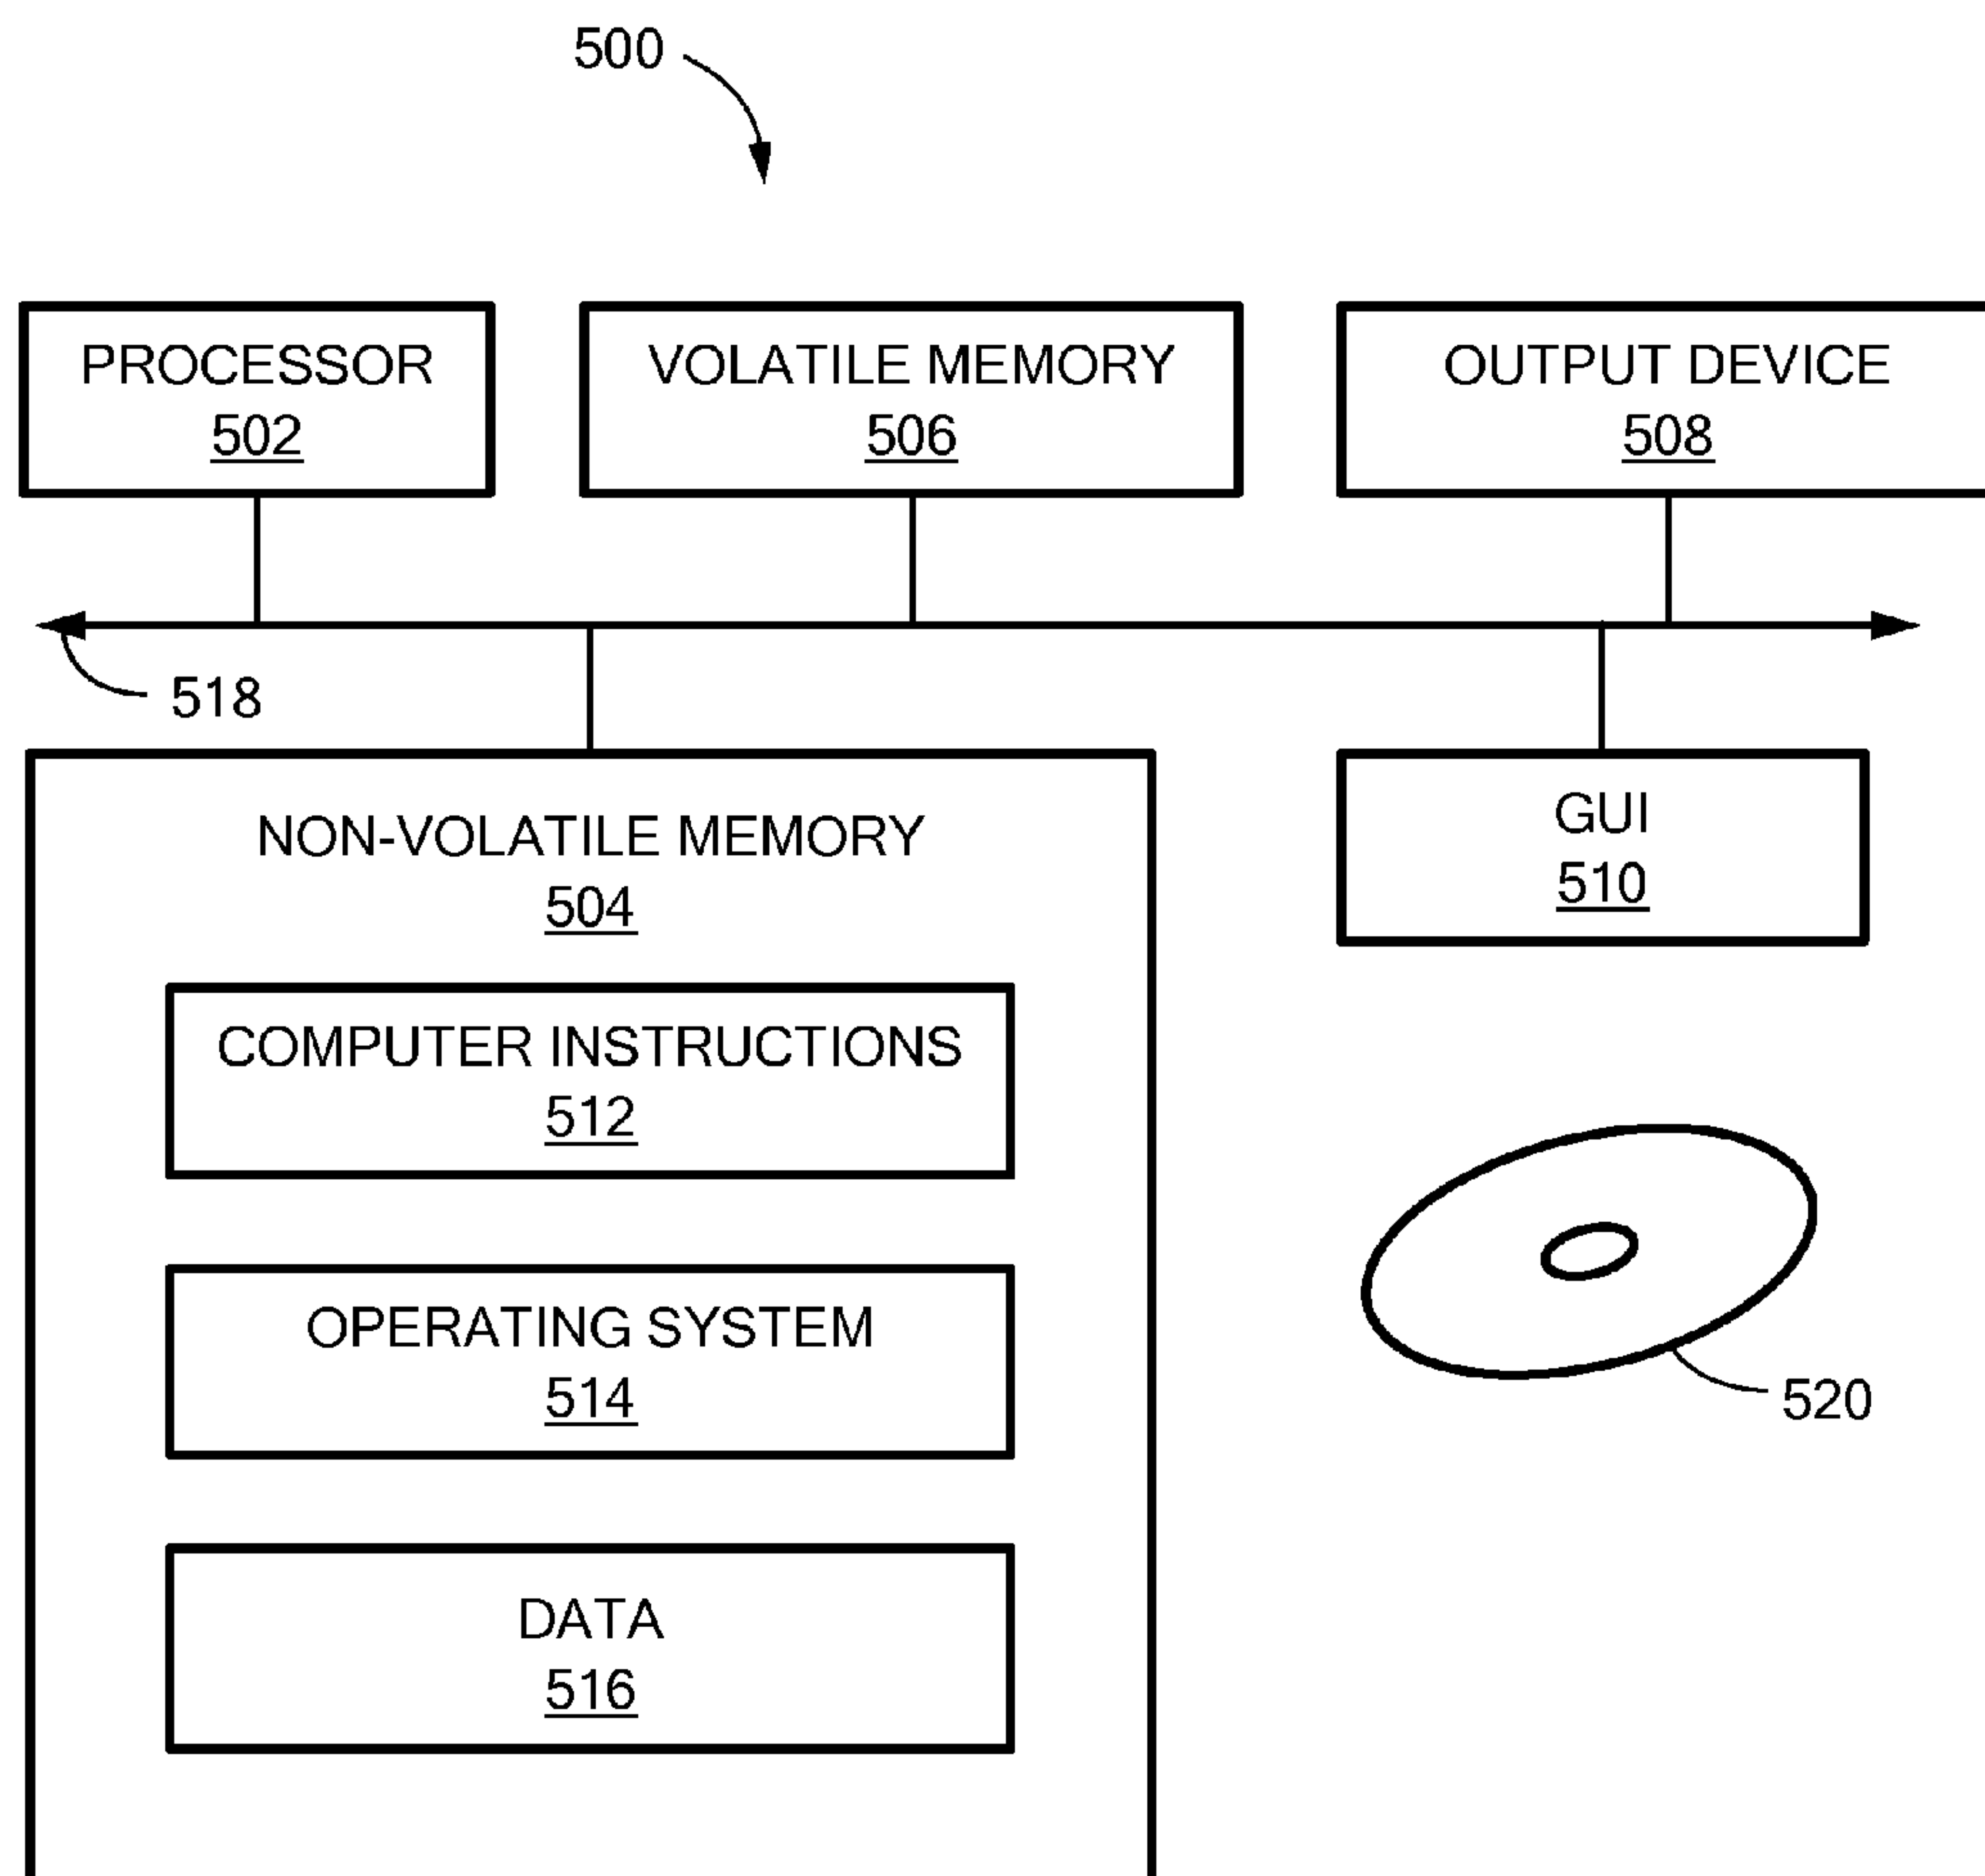 500
PROCESSOR
502
VOLATILE MEMORY
506
OUTPUT DEVICE
508
518
NON-VOLATILE MEMORY
504
GUI
510
COMPUTER INSTRUCTIONS
512
OPERATING SYSTEM
514
520
DATA
516